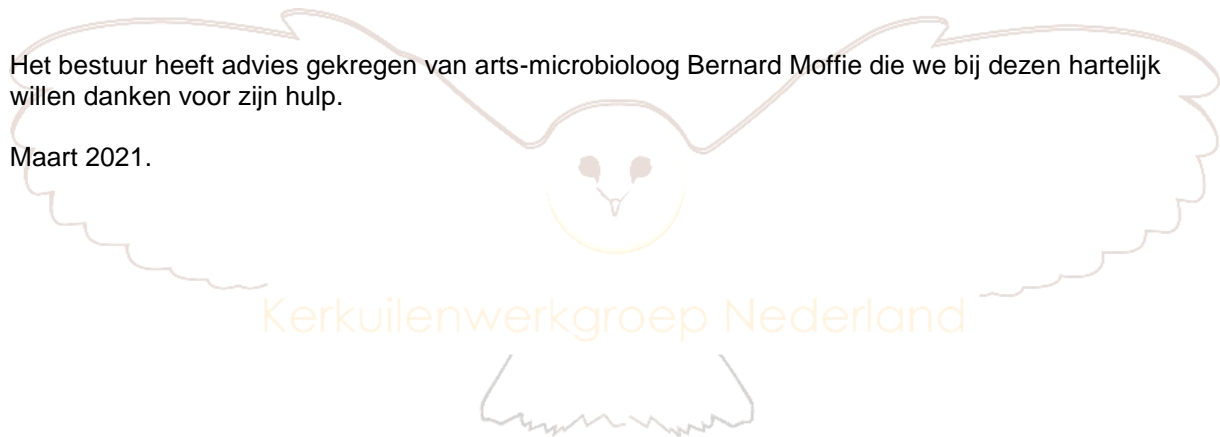 Het bestuur heeft advies gekregen van arts-microbioloog Bernard Moffie die we bij dezen hartelijk
willen danken voor zijn hulp.
Maart 2021.
Kerkuilenwerkgroep Nederland